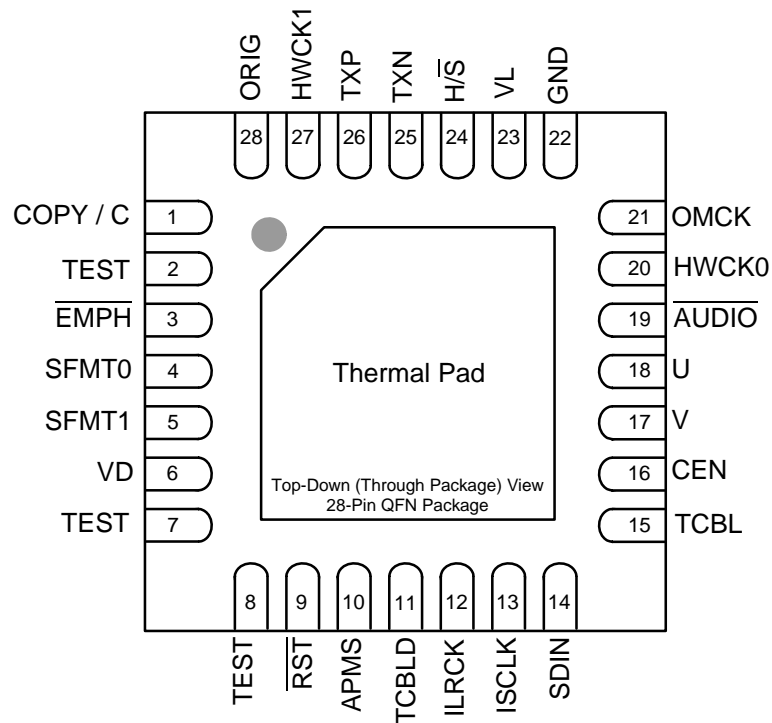 ORIG
HWCK1
TXP
TXN
H/S̅
VL
GND
28
27
26
25
24
23
22
COPY / C
1
TEST
2
E̅M̅P̅H̅
3
SFMT0
4
SFMT1
5
VD
6
TEST
7
21
OMCK
20
HWCK0
19
A̅U̅D̅I̅O̅
18
U
17
V
16
CEN
15
TCBL
Thermal Pad
Top-Down (Through Package) View
28-Pin QFN Package
8
9
10
11
12
13
14
TEST
R̅S̅T̅
APMS
TCBLD
ILRCK
ISCLK
SDIN